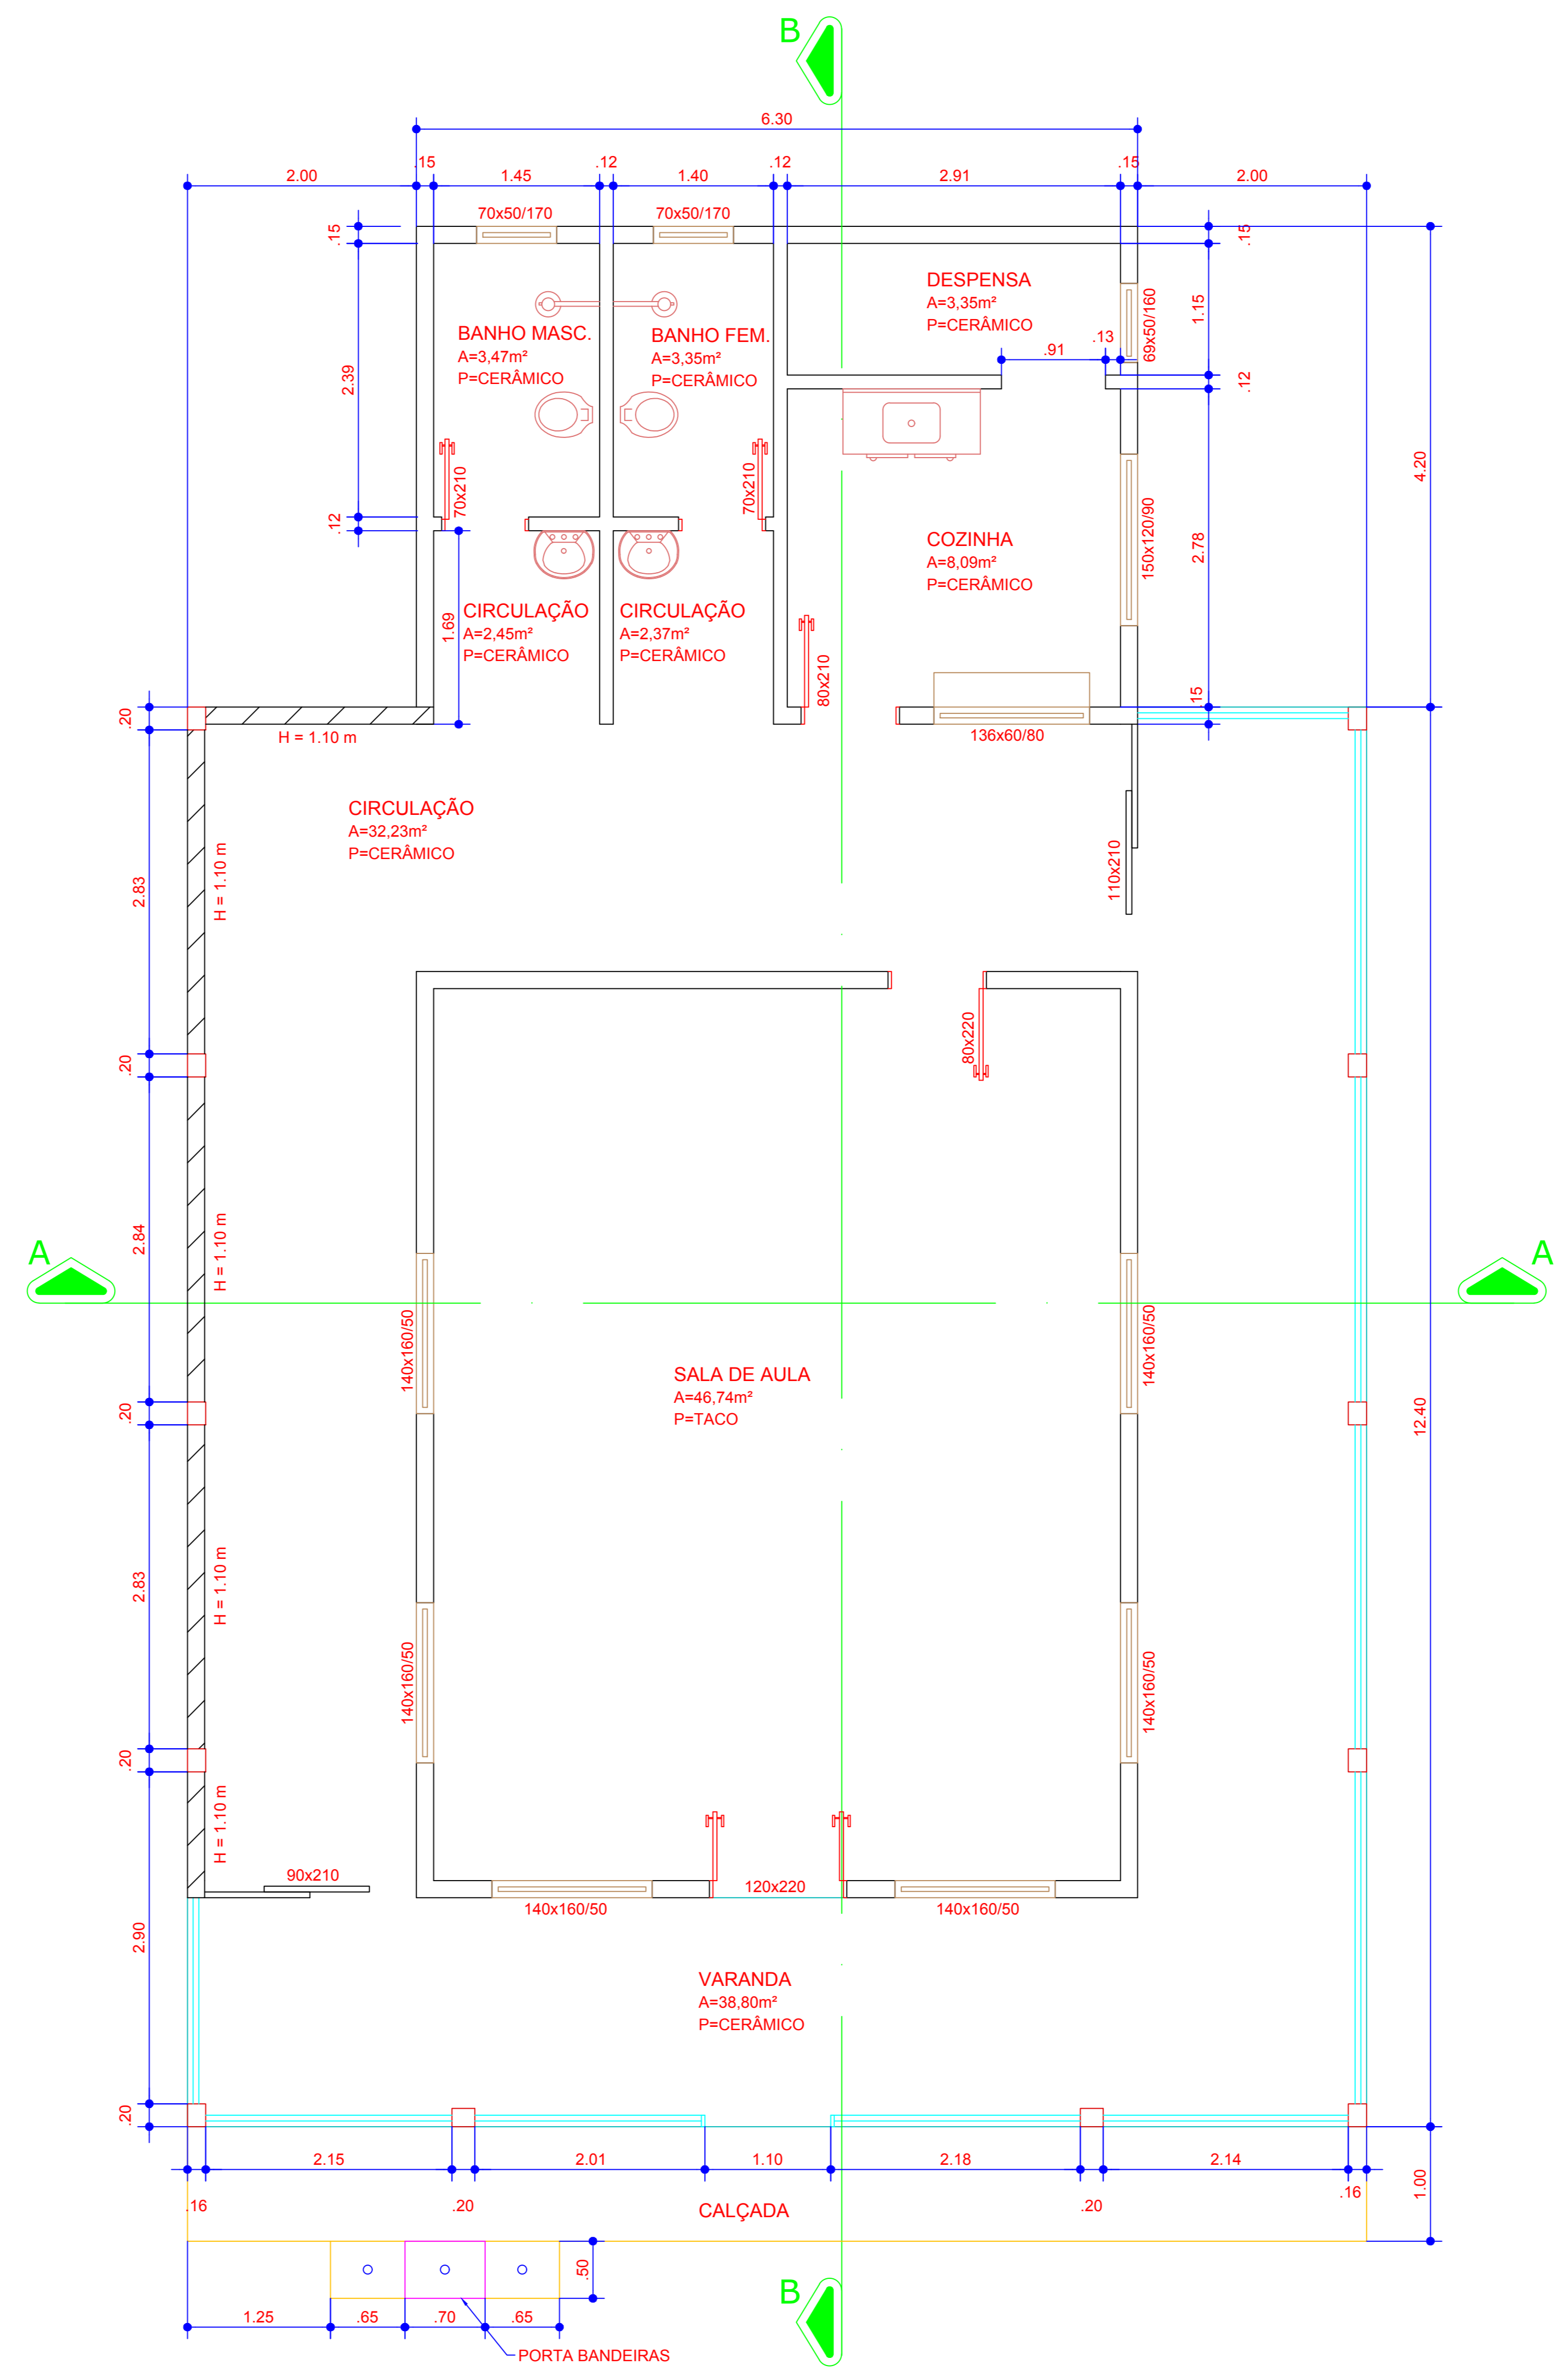 B
6.30
2.00
.15
1.45
.12
1.40
.12
2.91
.15
2.00
70x50/170
70x50/170
.15
.15
DESPENSA
A=3,35m²
P=CERÂMICO
69x50/160
1.15
.91
.13
.12
BANHO MASC.
A=3,47m²
P=CERÂMICO
BANHO FEM.
A=3,35m²
P=CERÂMICO
2.39
4.20
70x210
70x210
.12
COZINHA
A=8,09m²
P=CERÂMICO
150x120/90
2.78
CIRCULAÇÃO
A=2,45m²
P=CERÂMICO
CIRCULAÇÃO
A=2,37m²
P=CERÂMICO
1.69
80x210
.15
.20
H = 1.10 m
136x60/80
CIRCULAÇÃO
A=32,23m²
P=CERÂMICO
2.83
H = 1.10 m
110x210
80x220
.20
A
2.84
H = 1.10 m
A
140x160/50
140x160/50
SALA DE AULA
A=46,74m²
P=TACO
.20
12.40
2.83
H = 1.10 m
140x160/50
140x160/50
.20
H = 1.10 m
90x210
120x220
140x160/50
140x160/50
2.90
VARANDA
A=38,80m²
P=CERÂMICO
.20
2.15
2.01
1.10
2.18
2.14
1.00
.16
.20
CALÇADA
.20
.16
.50
B
1.25
.65
.70
.65
PORTA BANDEIRAS